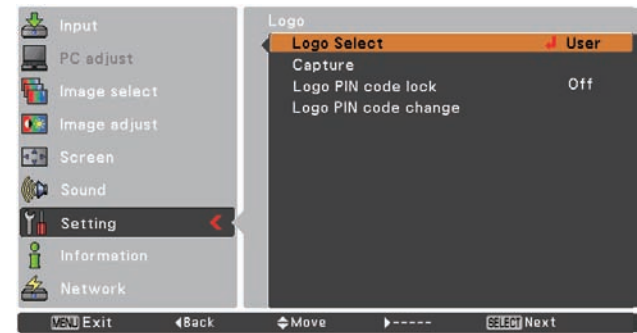 Input
PC adjust
Image select
Image adjust
Screen
Sound
Setting
Information
Network
Logo
Logo Select User
Capture
Logo PIN code lock Off
Logo PIN code change
MENU Exit ◀Back Move ▶----- SELECT Next